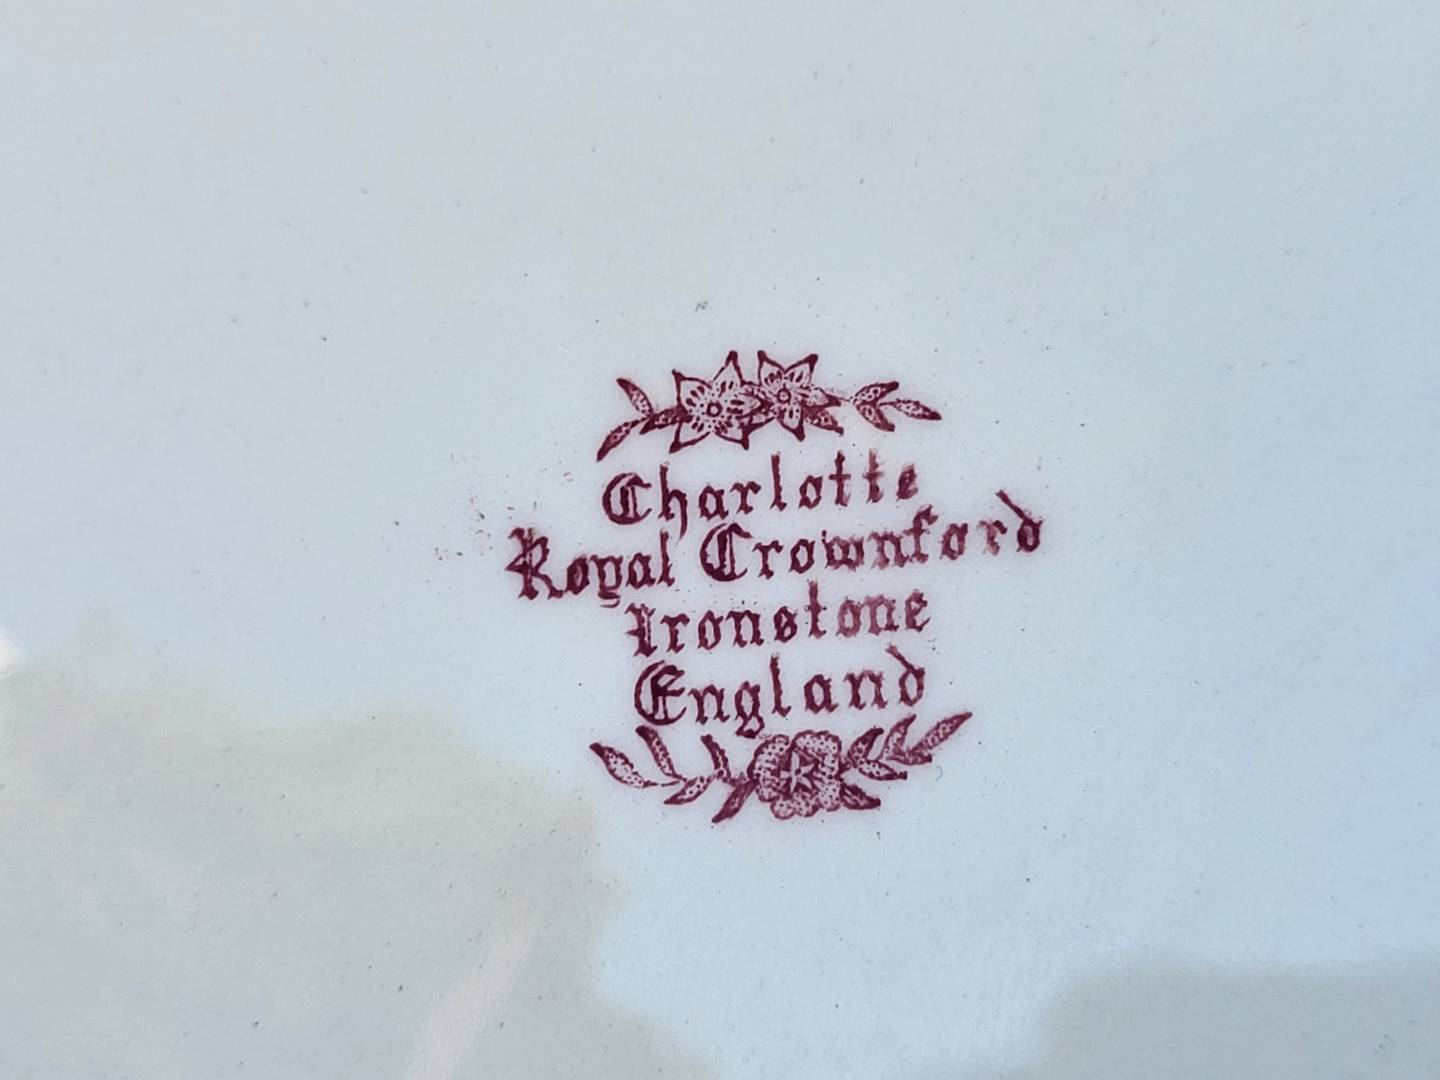 Charlotte
Royal Crownford
Ironstone
England